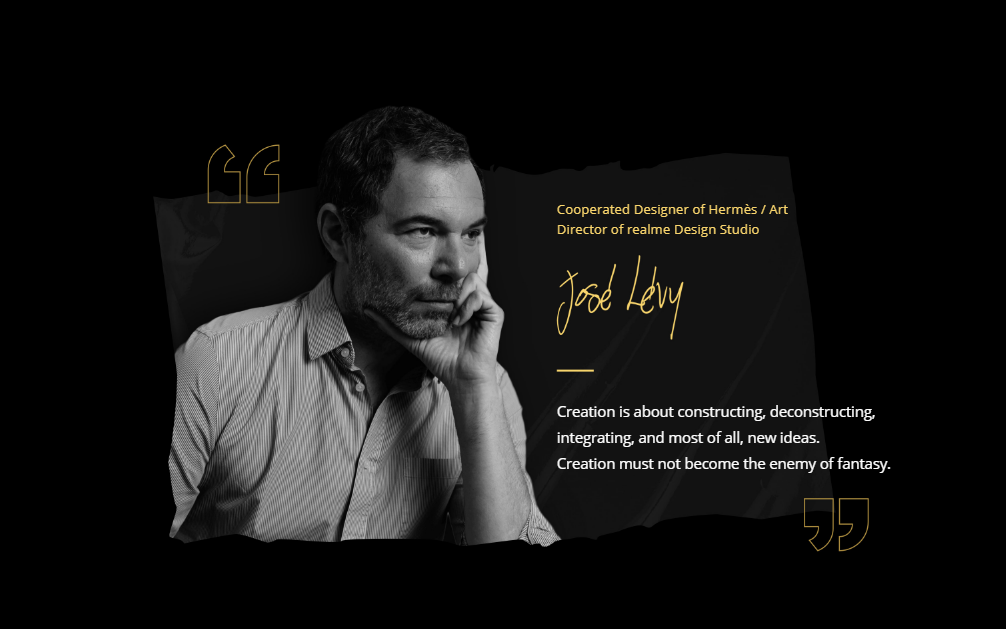 Cooperated Designer of Hermès / Art
Director of realme Design Studio
José Lévy
Creation is about constructing, deconstructing,
integrating, and most of all, new ideas.
Creation must not become the enemy of fantasy.